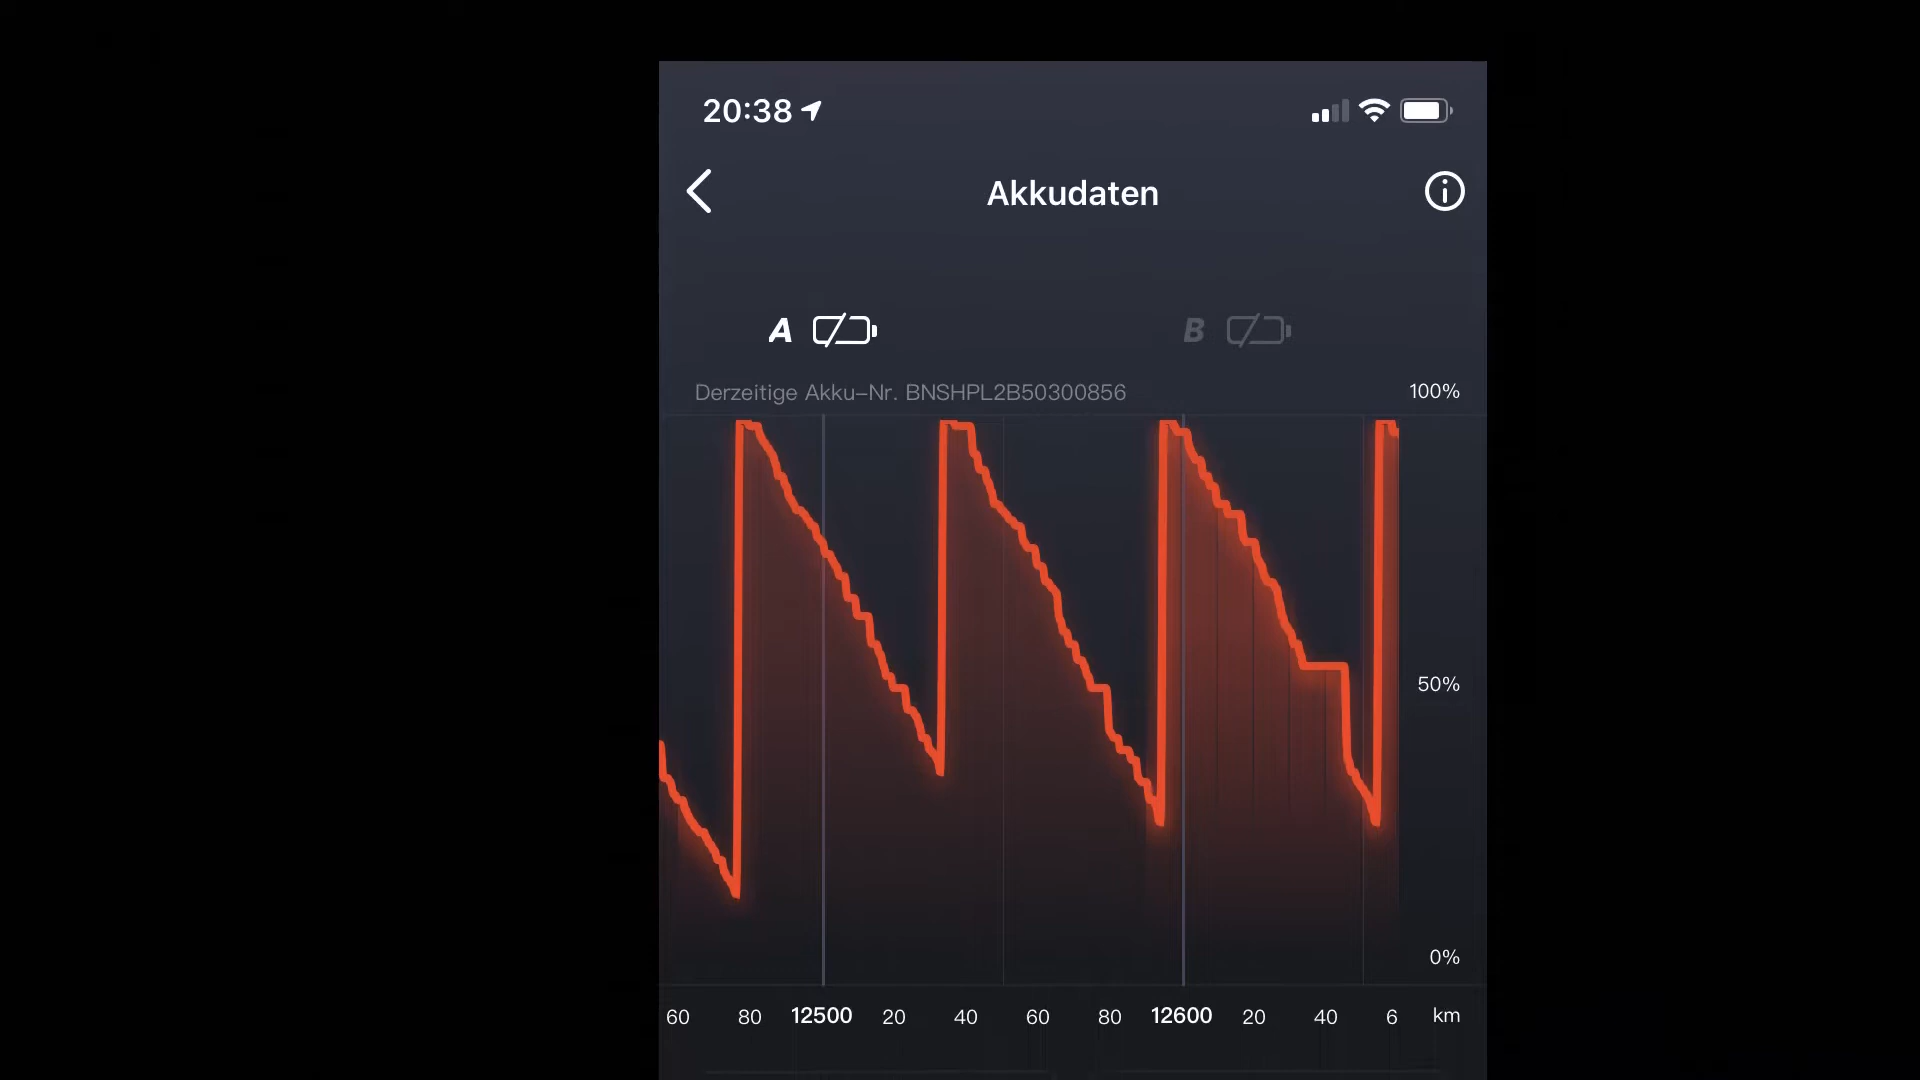 20:38
Akkudaten
A
B
Derzeitige Akku-Nr. BNSHPL2B50300856
100%
50%
0%
60 80 12500 20 40 60 80 12600 20 40 6 km